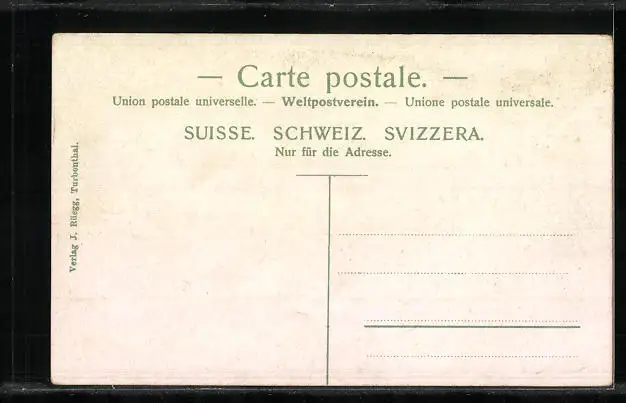 — Carte postale. —
Union postale universelle. — Weltpostverein. — Unione postale universale.
SUISSE. SCHWEIZ. SVIZZERA.
Nur für die Adresse.
Verlag J. Rüegg, Turbenthal.